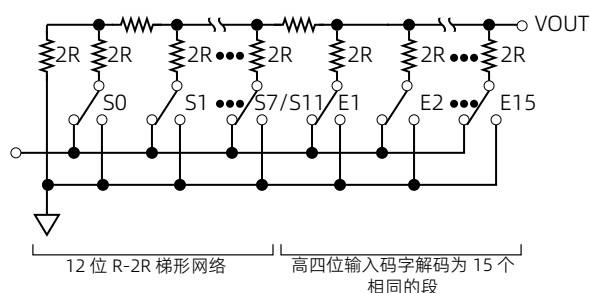 VOUT
2R 2R 2R 2R 2R 2R 2R
S0 S1 S7/S11 E1 E2 E15
12 位 R-2R 梯形网络
高四位输入码字解码为 15 个
相同的段